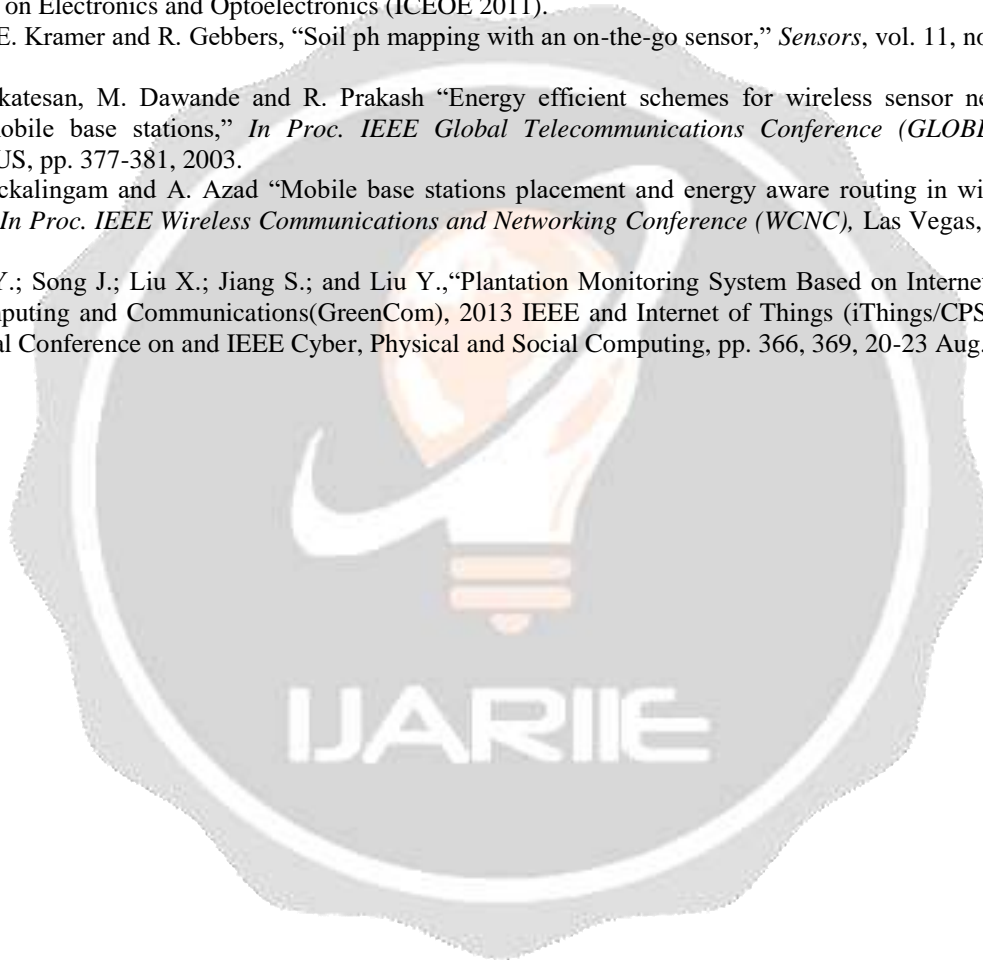 on Electronics and Optoelectronics (ICEOE 2011).
E. Kramer and R. Gebbers, “Soil ph mapping with an on-the-go sensor,” Sensors, vol. 11, no
katesan, M. Dawande and R. Prakash “Energy efficient schemes for wireless sensor ne
obile base stations,” In Proc. IEEE Global Telecommunications Conference (GLOBE
US, pp. 377-381, 2003.
ckalingam and A. Azad “Mobile base stations placement and energy aware routing in wi
In Proc. IEEE Wireless Communications and Networking Conference (WCNC), Las Vegas,
Y.; Song J.; Liu X.; Jiang S.; and Liu Y.,“Plantation Monitoring System Based on Internet
puting and Communications(GreenCom), 2013 IEEE and Internet of Things (iThings/CPS
al Conference on and IEEE Cyber, Physical and Social Computing, pp. 366, 369, 20-23 Aug.
IJARIIE